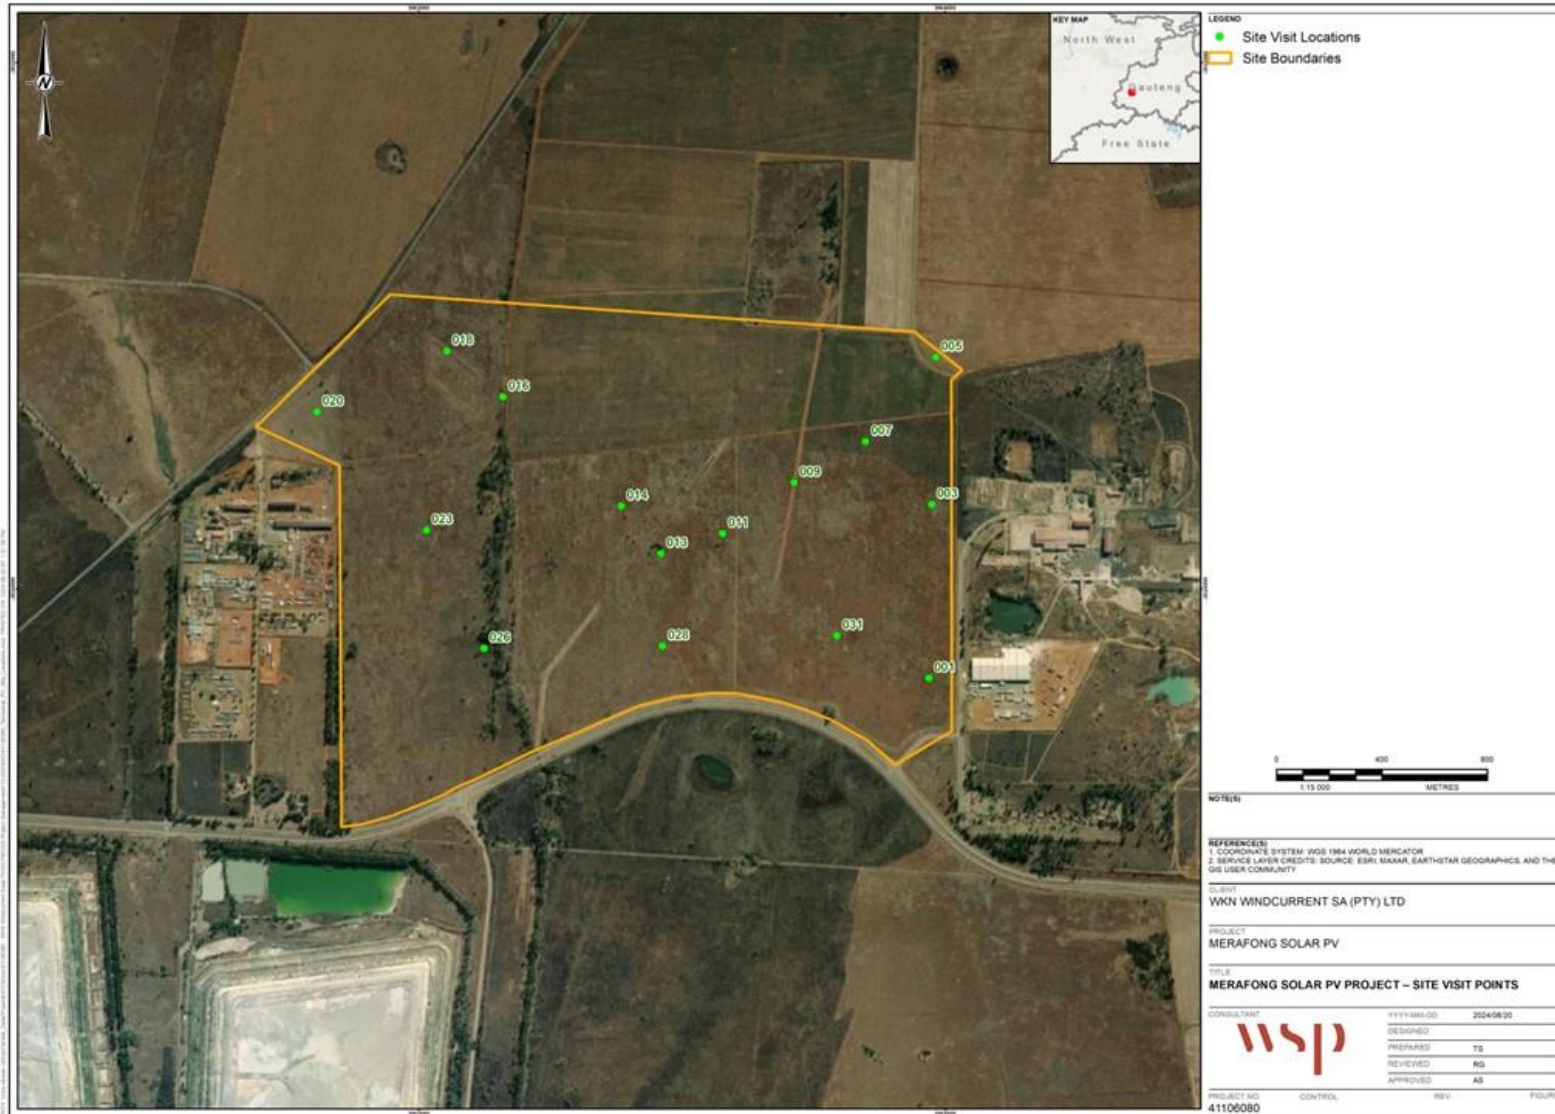 KEY MAP
North West
Gauteng
Free State
N
018
005
016
020
007
009
003
014
011
023
013
031
028
026
001
LEGEND
Site Visit Locations
Site Boundaries
0 400 800
1:15 000 METRES
NOTE(S)
REFERENCE(S)
1. COORDINATE SYSTEM: WGS 1984 WORLD MERCATOR
2. SERVICE LAYER CREDITS: SOURCE: ESRI, MAXAR, EARTHSTAR GEOGRAPHICS, AND THE
GIS USER COMMUNITY
CLIENT
WKN WINDCURRENT SA (PTY) LTD
PROJECT
MERAFONG SOLAR PV
TITLE
MERAFONG SOLAR PV PROJECT – SITE VISIT POINTS
CONSULTANT
wsp
YYYY-MM-DD 2024/08/20
DESIGNED
PREPARED TS
REVIEWED RG
APPROVED AS
PROJECT NO. CONTROL REV. FIGUR
41106080